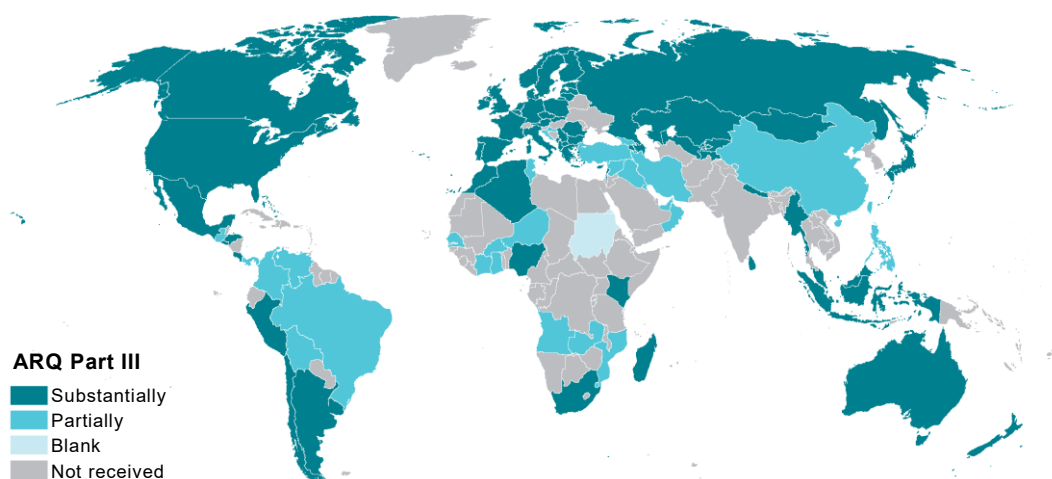 ARQ Part III
Substantially
Partially
Blank
Not received